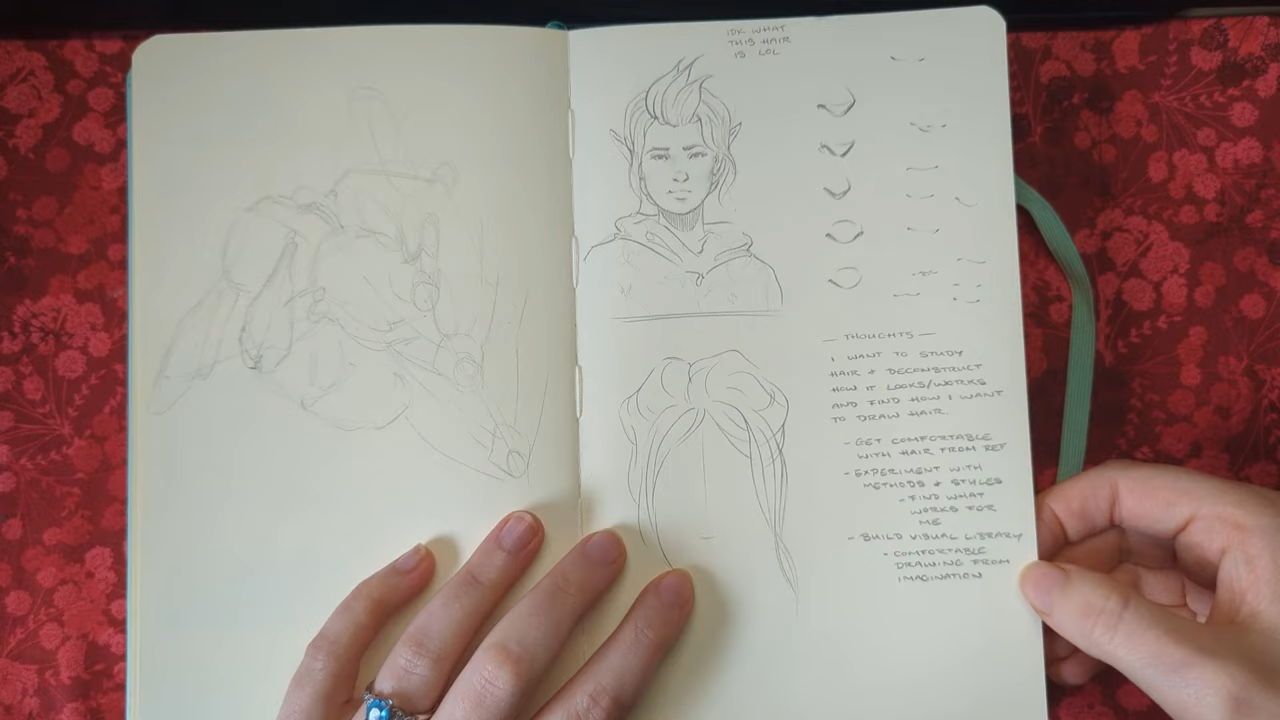 IDK WHAT
THIS HAIR
IS LOL
— THOUGHTS —
I WANT TO STUDY
HAIR & DECONSTRUCT
HOW IT LOOKS/WORKS
AND FIND HOW I WANT
TO DRAW HAIR.
- GET COMFORTABLE
WITH HAIR FROM REF
- EXPERIMENT WITH
METHODS & STYLES
- FIND WHAT
WORKS FOR
ME
- BUILD VISUAL LIBRARY
- COMFORTABLE
DRAWING FROM
IMAGINATION